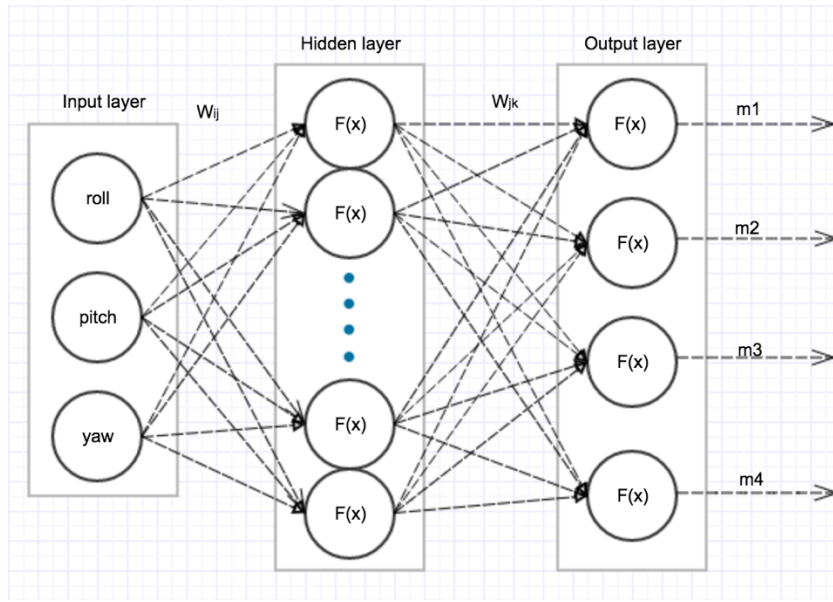 Hidden layer
Output layer
Input layer
Wij
Wjk
roll
pitch
yaw
F(x)
F(x)
F(x)
F(x)
F(x)
F(x)
F(x)
F(x)
m1
m2
m3
m4